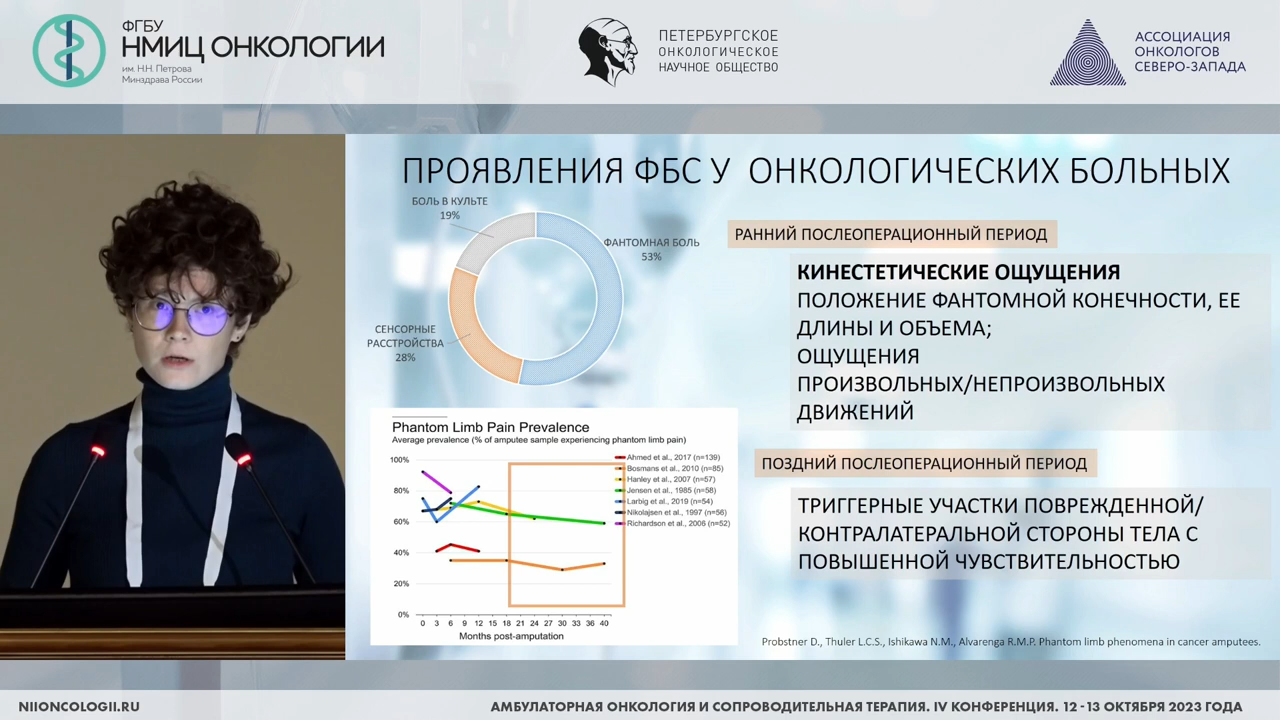 ФГБУ
НМИЦ ОНКОЛОГИИ
им. Н.Н. Петрова
Минздрава России
ПЕТЕРБУРГСКОЕ
ОНКОЛОГИЧЕСКОЕ
НАУЧНОЕ ОБЩЕСТВО
АССОЦИАЦИЯ
ОНКОЛОГОВ
СЕВЕРО-ЗАПАДА
ПРОЯВЛЕНИЯ ФБС У ОНКОЛОГИЧЕСКИХ БОЛЬНЫХ
БОЛЬ В КУЛЬТЕ
19%
ФАНТОМНАЯ БОЛЬ
53%
СЕНСОРНЫЕ
РАССТРОЙСТВА
28%
РАННИЙ ПОСЛЕОПЕРАЦИОННЫЙ ПЕРИОД
КИНЕСТЕТИЧЕСКИЕ ОЩУЩЕНИЯ
ПОЛОЖЕНИЕ ФАНТОМНОЙ КОНЕЧНОСТИ, ЕЕ
ДЛИНЫ И ОБЪЕМА;
ОЩУЩЕНИЯ
ПРОИЗВОЛЬНЫХ/НЕПРОИЗВОЛЬНЫХ
ДВИЖЕНИЙ
Phantom Limb Pain Prevalence
Average prevalence (% of amputee sample experiencing phantom limb pain)
100%
80%
60%
40%
20%
0%
Ahmed et al., 2017 (n=139)
Bosmans et al., 2010 (n=85)
Hanley et al., 2007 (n=57)
Jensen et al., 1985 (n=58)
Larbig et al., 2019 (n=54)
Nikolajsen et al., 1997 (n=56)
Richardson et al., 2006 (n=52)
0 3 6 9 12 15 18 21 24 27 30 33 36 40
Months post-amputation
ПОЗДНИЙ ПОСЛЕОПЕРАЦИОННЫЙ ПЕРИОД
ТРИГГЕРНЫЕ УЧАСТКИ ПОВРЕЖДЕННОЙ/
КОНТРАЛАТЕРАЛЬНОЙ СТОРОНЫ ТЕЛА С
ПОВЫШЕННОЙ ЧУВСТВИТЕЛЬНОСТЬЮ
Probstner D., Thuler L.C.S., Ishikawa N.M., Alvarenga R.M.P. Phantom limb phenomena in cancer amputees.
NIIONCOLOGII.RU
АМБУЛАТОРНАЯ ОНКОЛОГИЯ И СОПРОВОДИТЕЛЬНАЯ ТЕРАПИЯ. IV КОНФЕРЕНЦИЯ. 12-13 ОКТЯБРЯ 2023 ГОДА